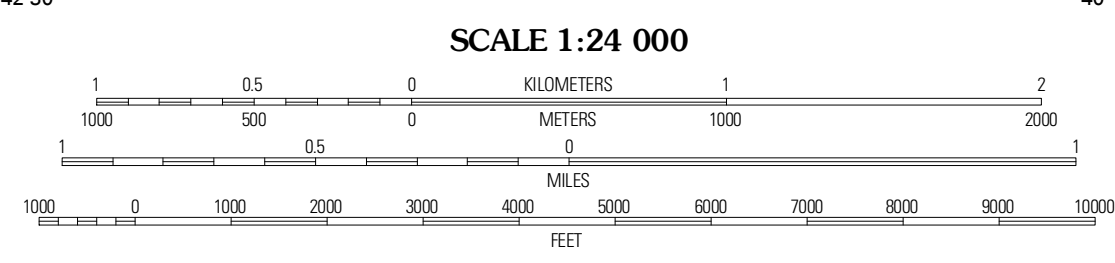 42'30" 40'
SCALE 1:24 000
1 0.5 0 KILOMETERS 1 2
1000 500 0 METERS 1000 2000
1 0.5 0 1
MILES
1000 0 1000 2000 3000 4000 5000 6000 7000 8000 9000 10000
FEET